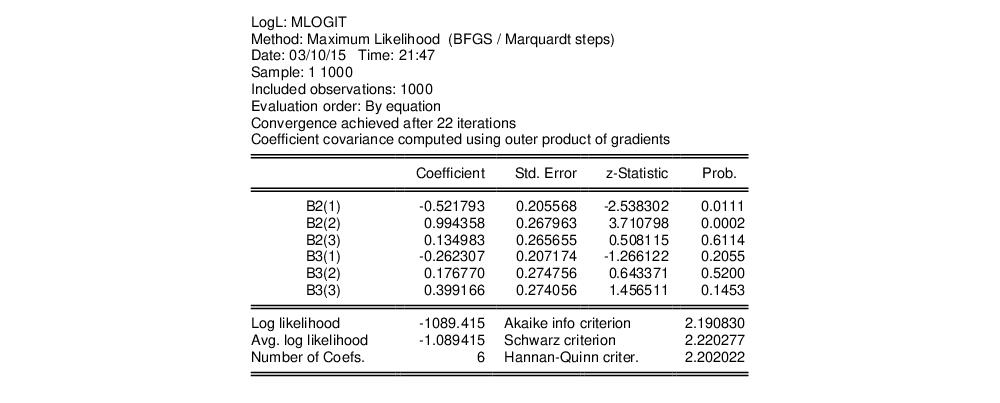 LogL: MLOGIT
Method: Maximum Likelihood (BFGS / Marquardt steps)
Date: 03/10/15 Time: 21:47
Sample: 1 1000
Included observations: 1000
Evaluation order: By equation
Convergence achieved after 22 iterations
Coefficient covariance computed using outer product of gradients
Coefficient Std. Error z-Statistic Prob.
B2(1) -0.521793 0.205568 -2.538302 0.0111
B2(2) 0.994358 0.267963 3.710798 0.0002
B2(3) 0.134983 0.265655 0.508115 0.6114
B3(1) -0.262307 0.207174 -1.266122 0.2055
B3(2) 0.176770 0.274756 0.643371 0.5200
B3(3) 0.399166 0.274056 1.456511 0.1453
Log likelihood -1089.415 Akaike info criterion 2.190830
Avg. log likelihood -1.089415 Schwarz criterion 2.220277
Number of Coefs. 6 Hannan-Quinn criter. 2.202022